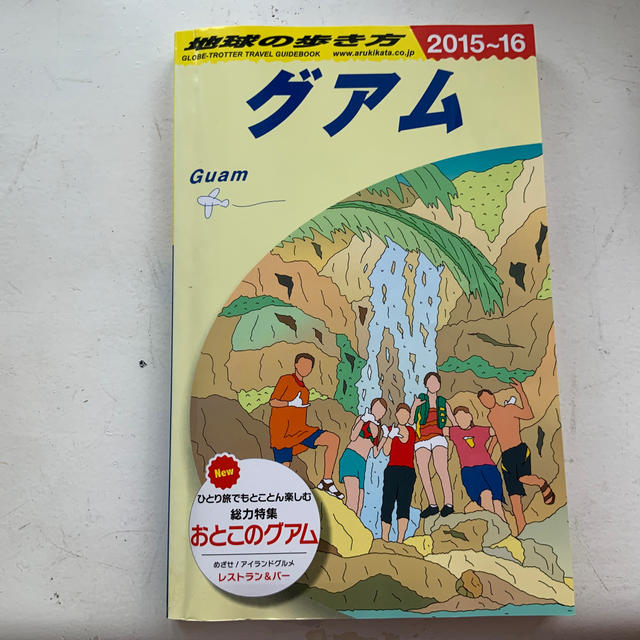 地球の歩き方
GLOBE-TROTTER TRAVEL GUIDEBOOK
www.arukikata.co.jp
2015~16
グアム
Guam
New
ひとり旅でもとことん楽しむ
総力特集
おとこのグアム
めざせ！アイランドグルメ
レストラン＆バー